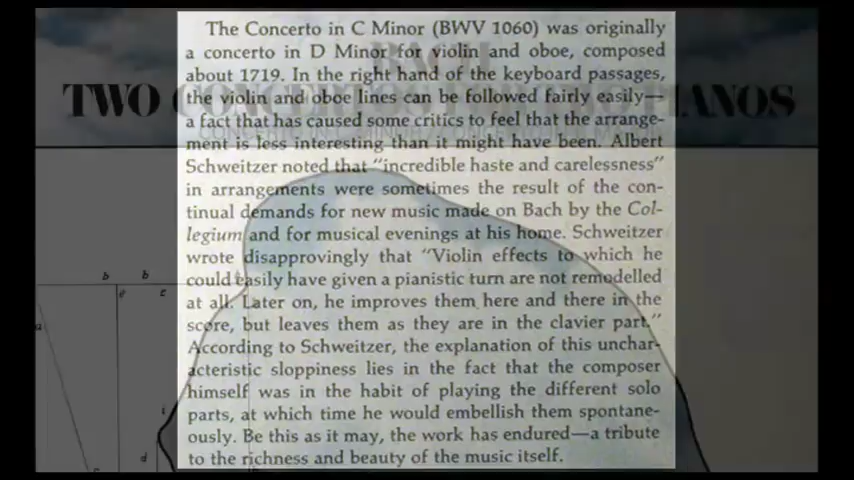 The Concerto in C Minor (BWV 1060) was originally
a concerto in D Minor for violin and oboe, composed
about 1719. In the right hand of the keyboard passages,
the violin and oboe lines can be followed fairly easily—
a fact that has caused some critics to feel that the arrange-
ment is less interesting than it might have been. Albert
Schweitzer noted that "incredible haste and carelessness"
in arrangements were sometimes the result of the con-
tinual demands for new music made on Bach by the Col-
legium and for musical evenings at his home. Schweitzer
wrote disapprovingly that "Violin effects to which he
could easily have given a pianistic turn are not remodelled
at all. Later on, he improves them here and there in the
score, but leaves them as they are in the clavier part."
According to Schweitzer, the explanation of this unchar-
acteristic sloppiness lies in the fact that the composer
himself was in the habit of playing the different solo
parts, at which time he would embellish them spontane-
ously. Be this as it may, the work has endured—a tribute
to the richness and beauty of the music itself.
BACH
TWO CONCERTOS PIANOS
b b
e e
a
i
d